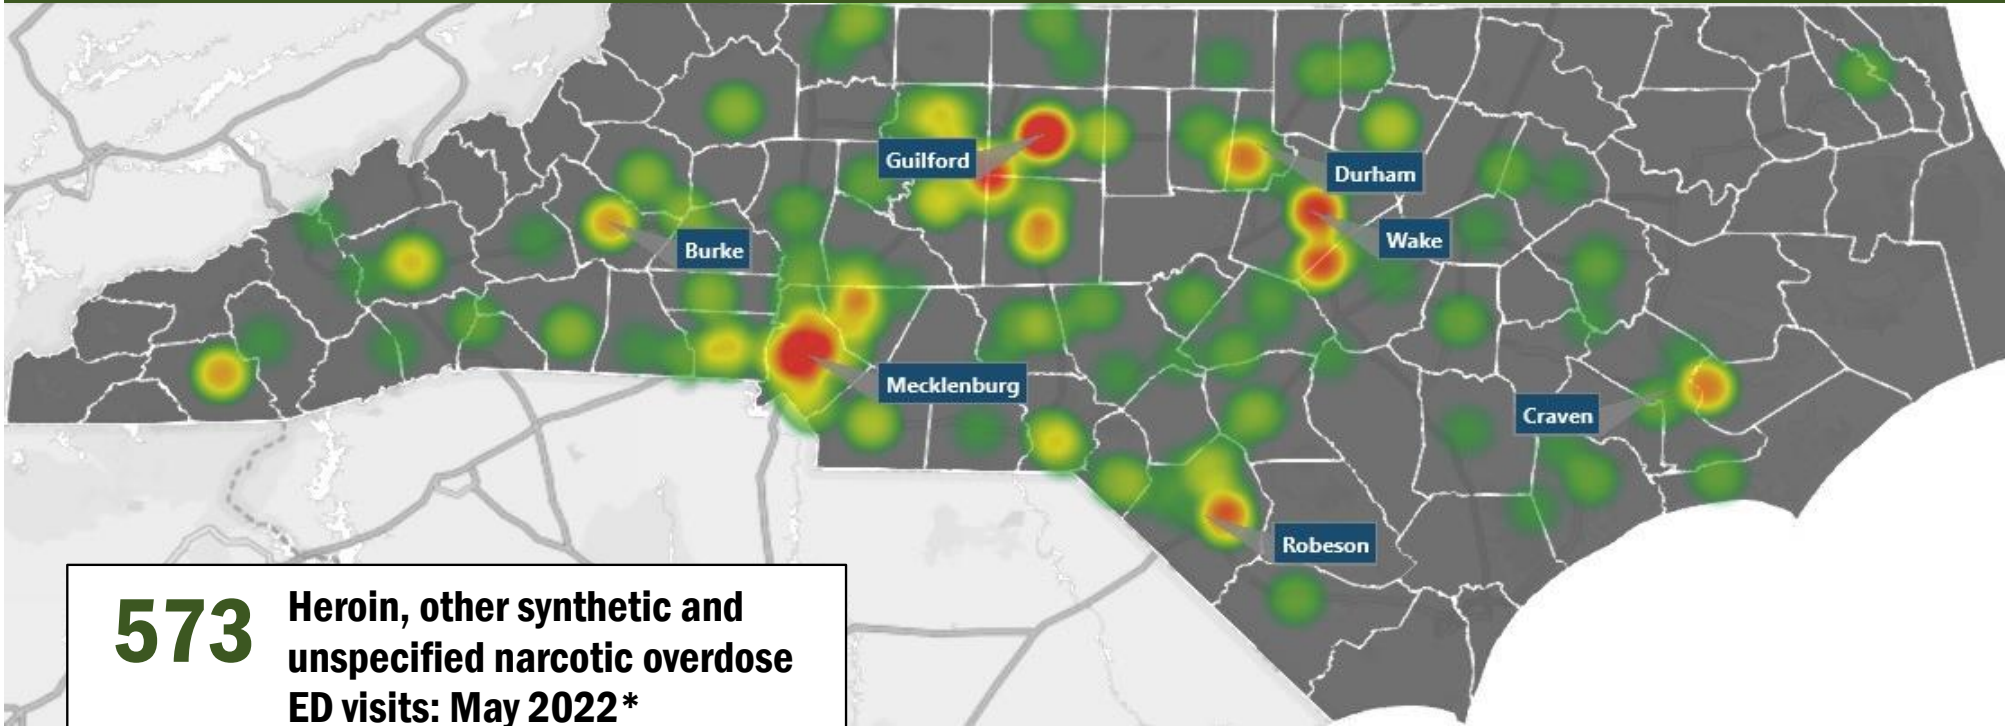 Guilford
Durham
Wake
Burke
Mecklenburg
Craven
Robeson
573
Heroin, other synthetic and
unspecified narcotic overdose
ED visits: May 2022*